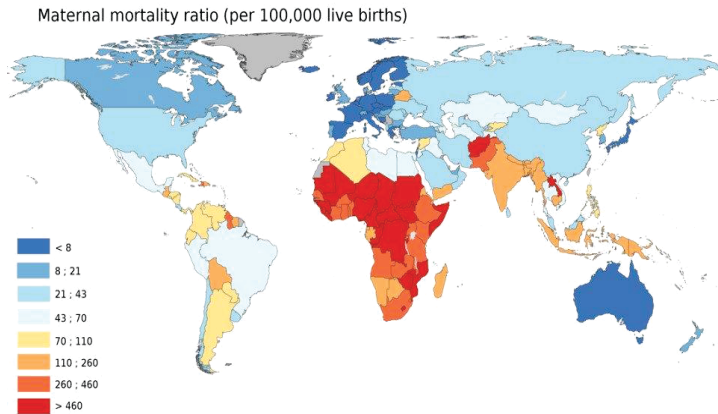 Maternal mortality ratio (per 100,000 live births)
< 8
8 ; 21
21 ; 43
43 ; 70
70 ; 110
110 ; 260
260 ; 460
> 460